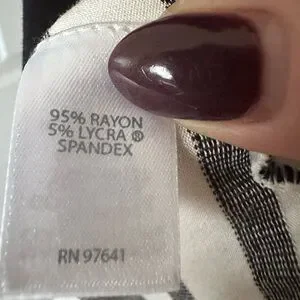 95% RAYON
5% LYCRA ®
SPANDEX
RN 97641